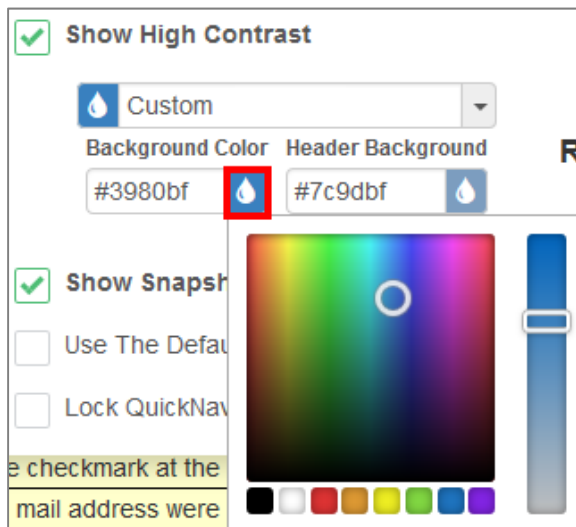 Show High Contrast
Custom
Background Color Header Background
R
#3980bf #7c9dbf
Show Snapsh
Use The Defau
Lock QuickNav
e checkmark at the
mail address were